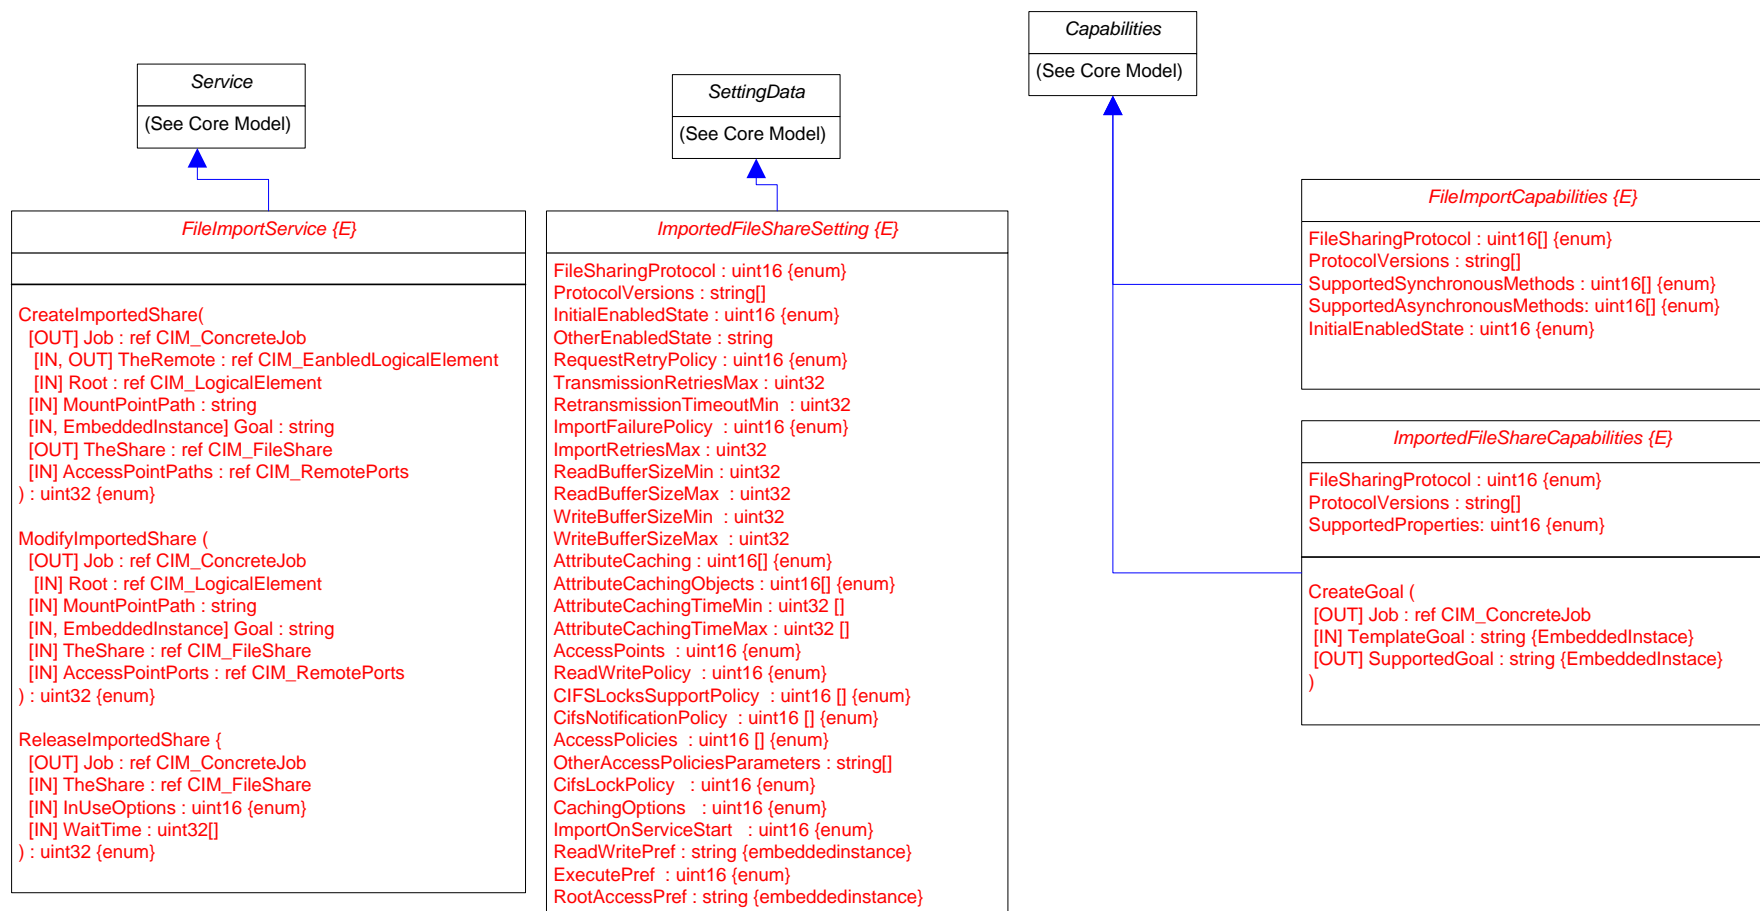 Service
(See Core Model)
SettingData
(See Core Model)
Capabilities
(See Core Model)
FileImportService {E}
CreateImportedShare(
[OUT] Job : ref CIM_ConcreteJob
[IN, OUT] TheRemote : ref CIM_EanbledLogicalElement
[IN] Root : ref CIM_LogicalElement
[IN] MountPointPath : string
[IN, EmbeddedInstance] Goal : string
[OUT] TheShare : ref CIM_FileShare
[IN] AccessPointPaths : ref CIM_RemotePorts
) : uint32 {enum}
ModifyImportedShare (
[OUT] Job : ref CIM_ConcreteJob
[IN] Root : ref CIM_LogicalElement
[IN] MountPointPath : string
[IN, EmbeddedInstance] Goal : string
[IN] TheShare : ref CIM_FileShare
[IN] AccessPointPorts : ref CIM_RemotePorts
) : uint32 {enum}
ReleaseImportedShare {
[OUT] Job : ref CIM_ConcreteJob
[IN] TheShare : ref CIM_FileShare
[IN] InUseOptions : uint16 {enum}
[IN] WaitTime : uint32[]
) : uint32 {enum}
ImportedFileShareSetting {E}
FileSharingProtocol : uint16 {enum}
ProtocolVersions : string[]
InitialEnabledState : uint16 {enum}
OtherEnabledState : string
RequestRetryPolicy : uint16 {enum}
TransmissionRetriesMax : uint32
RetransmissionTimeoutMin : uint32
ImportFailurePolicy : uint16 {enum}
ImportRetriesMax : uint32
ReadBufferSizeMin : uint32
ReadBufferSizeMax : uint32
WriteBufferSizeMin : uint32
WriteBufferSizeMax : uint32
AttributeCaching : uint16[] {enum}
AttributeCachingObjects : uint16[] {enum}
AttributeCachingTimeMin : uint32 []
AttributeCachingTimeMax : uint32 []
AccessPoints : uint16 {enum}
ReadWritePolicy : uint16 {enum}
CIFSLocksSupportPolicy : uint16 [] {enum}
CifsNotificationPolicy : uint16 [] {enum}
AccessPolicies : uint16 [] {enum}
OtherAccessPoliciesParameters : string[]
CifsLockPolicy : uint16 {enum}
CachingOptions : uint16 {enum}
ImportOnServiceStart : uint16 {enum}
ReadWritePref : string {embeddedinstance}
ExecutePref : uint16 {enum}
RootAccessPref : string {embeddedinstance}
FileImportCapabilities {E}
FileSharingProtocol : uint16[] {enum}
ProtocolVersions : string[]
SupportedSynchronousMethods : uint16[] {enum}
SupportedAsynchronousMethods: uint16[] {enum}
InitialEnabledState : uint16 {enum}
ImportedFileShareCapabilities {E}
FileSharingProtocol : uint16 {enum}
ProtocolVersions : string[]
SupportedProperties: uint16 {enum}
CreateGoal (
[OUT] Job : ref CIM_ConcreteJob
[IN] TemplateGoal : string {EmbeddedInstace}
[OUT] SupportedGoal : string {EmbeddedInstace}
)